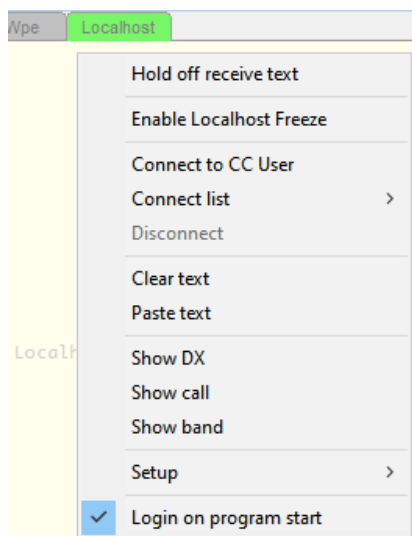 Wpe Localhost
Hold off receive text
Enable Localhost Freeze
Connect to CC User
Connect list
Disconnect
Clear text
Paste text
Localh
Show DX
Show call
Show band
Setup
Login on program start